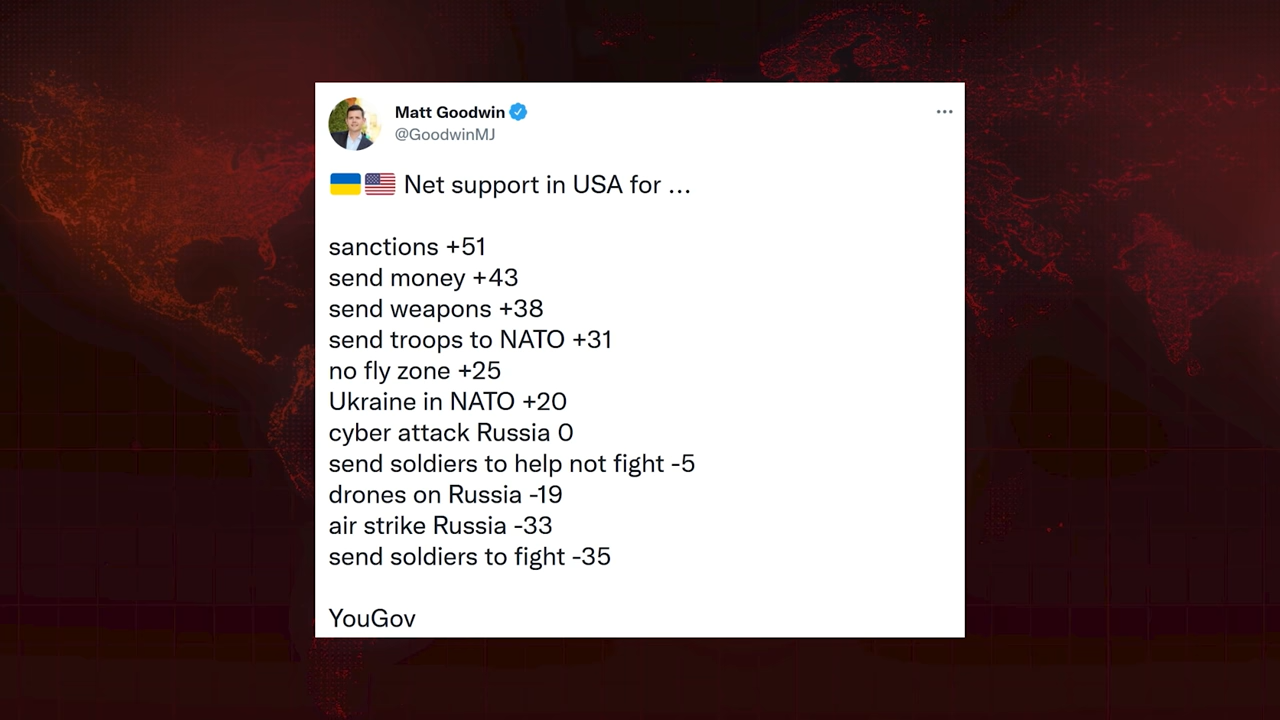 Matt Goodwin
@GoodwinMJ
🇺🇦🇺🇸 Net support in USA for ...
sanctions +51
send money +43
send weapons +38
send troops to NATO +31
no fly zone +25
Ukraine in NATO +20
cyber attack Russia 0
send soldiers to help not fight -5
drones on Russia -19
air strike Russia -33
send soldiers to fight -35
YouGov